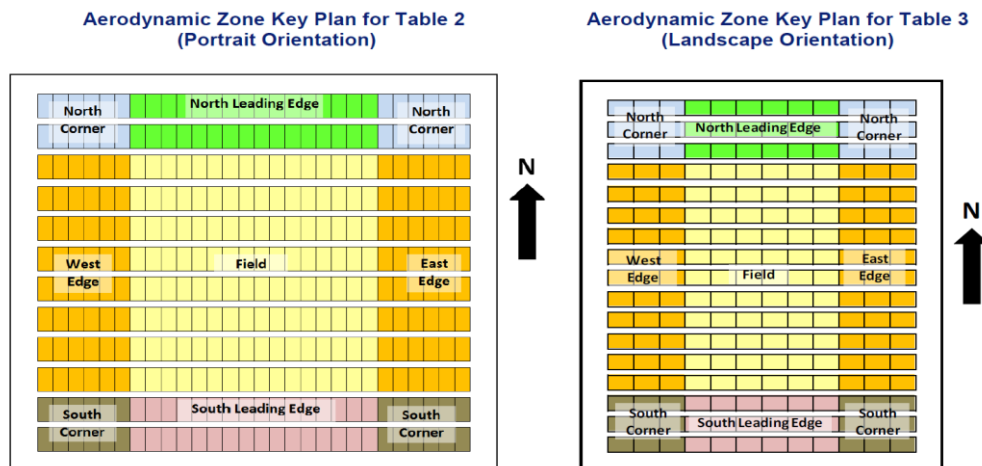 Aerodynamic Zone Key Plan for Table 2
(Portrait Orientation)
North Leading Edge
North
Corner
North
Corner
N
West
Edge
Field
East
Edge
South
Corner
South Leading Edge
South
Corner
Aerodynamic Zone Key Plan for Table 3
(Landscape Orientation)
North
Corner
North Leading Edge
North
Corner
N
West
Edge
Field
East
Edge
South
Corner
South Leading Edge
South
Corner